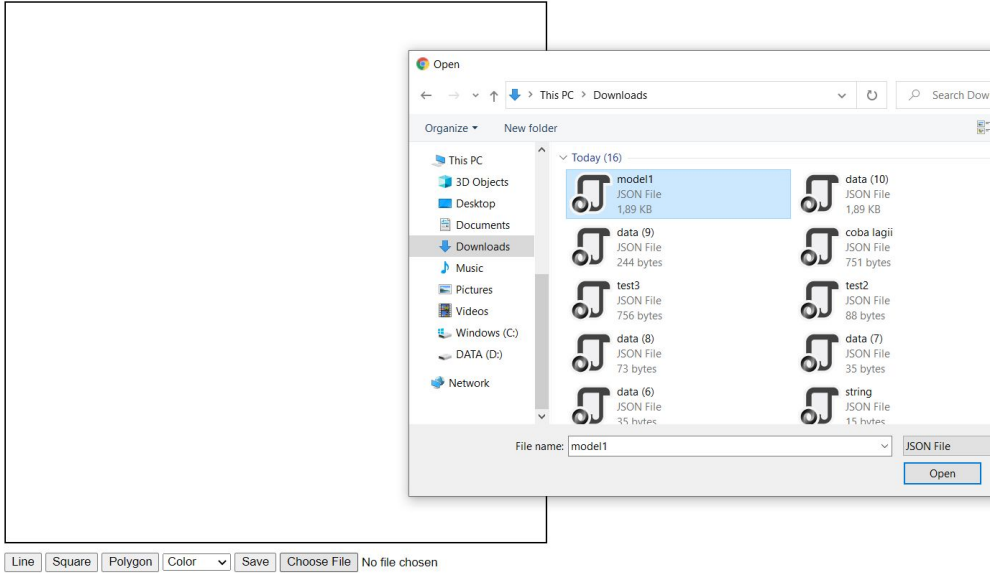 Open
This PC > Downloads
Search Dow
Organize
New folder
This PC
3D Objects
Desktop
Documents
Downloads
Music
Pictures
Videos
Windows (C:)
DATA (D:)
Network
Today (16)
model1
JSON File
1,89 KB
data (10)
JSON File
1,89 KB
data (9)
JSON File
244 bytes
coba lagii
JSON File
751 bytes
test3
JSON File
756 bytes
test2
JSON File
88 bytes
data (8)
JSON File
73 bytes
data (7)
JSON File
35 bytes
data (6)
JSON File
35 bytes
string
JSON File
15 bytes
File name: model1
JSON File
Open
Line Square Polygon Color Save Choose File No file chosen